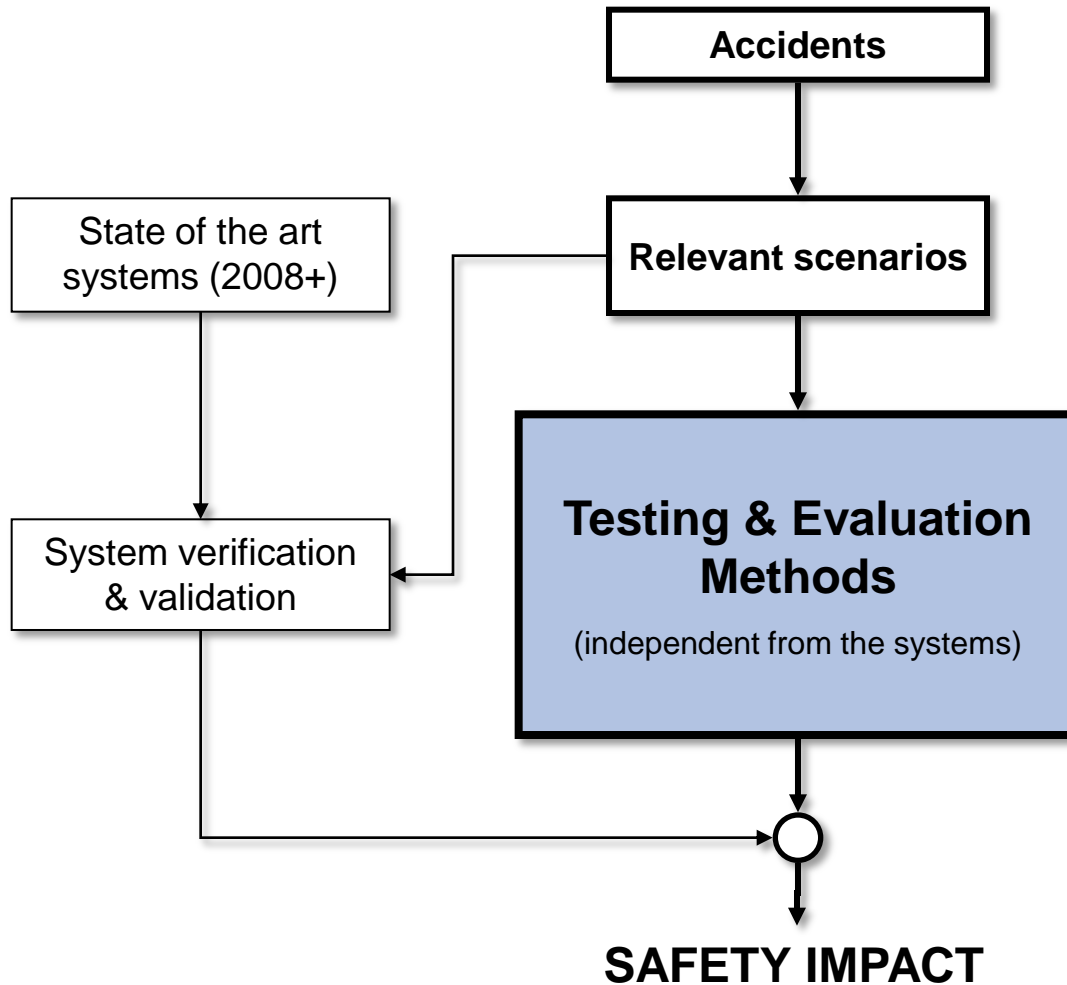 Accidents
State of the art
systems (2008+)
Relevant scenarios
System verification
& validation
Testing & Evaluation
Methods
(independent from the systems)
SAFETY IMPACT